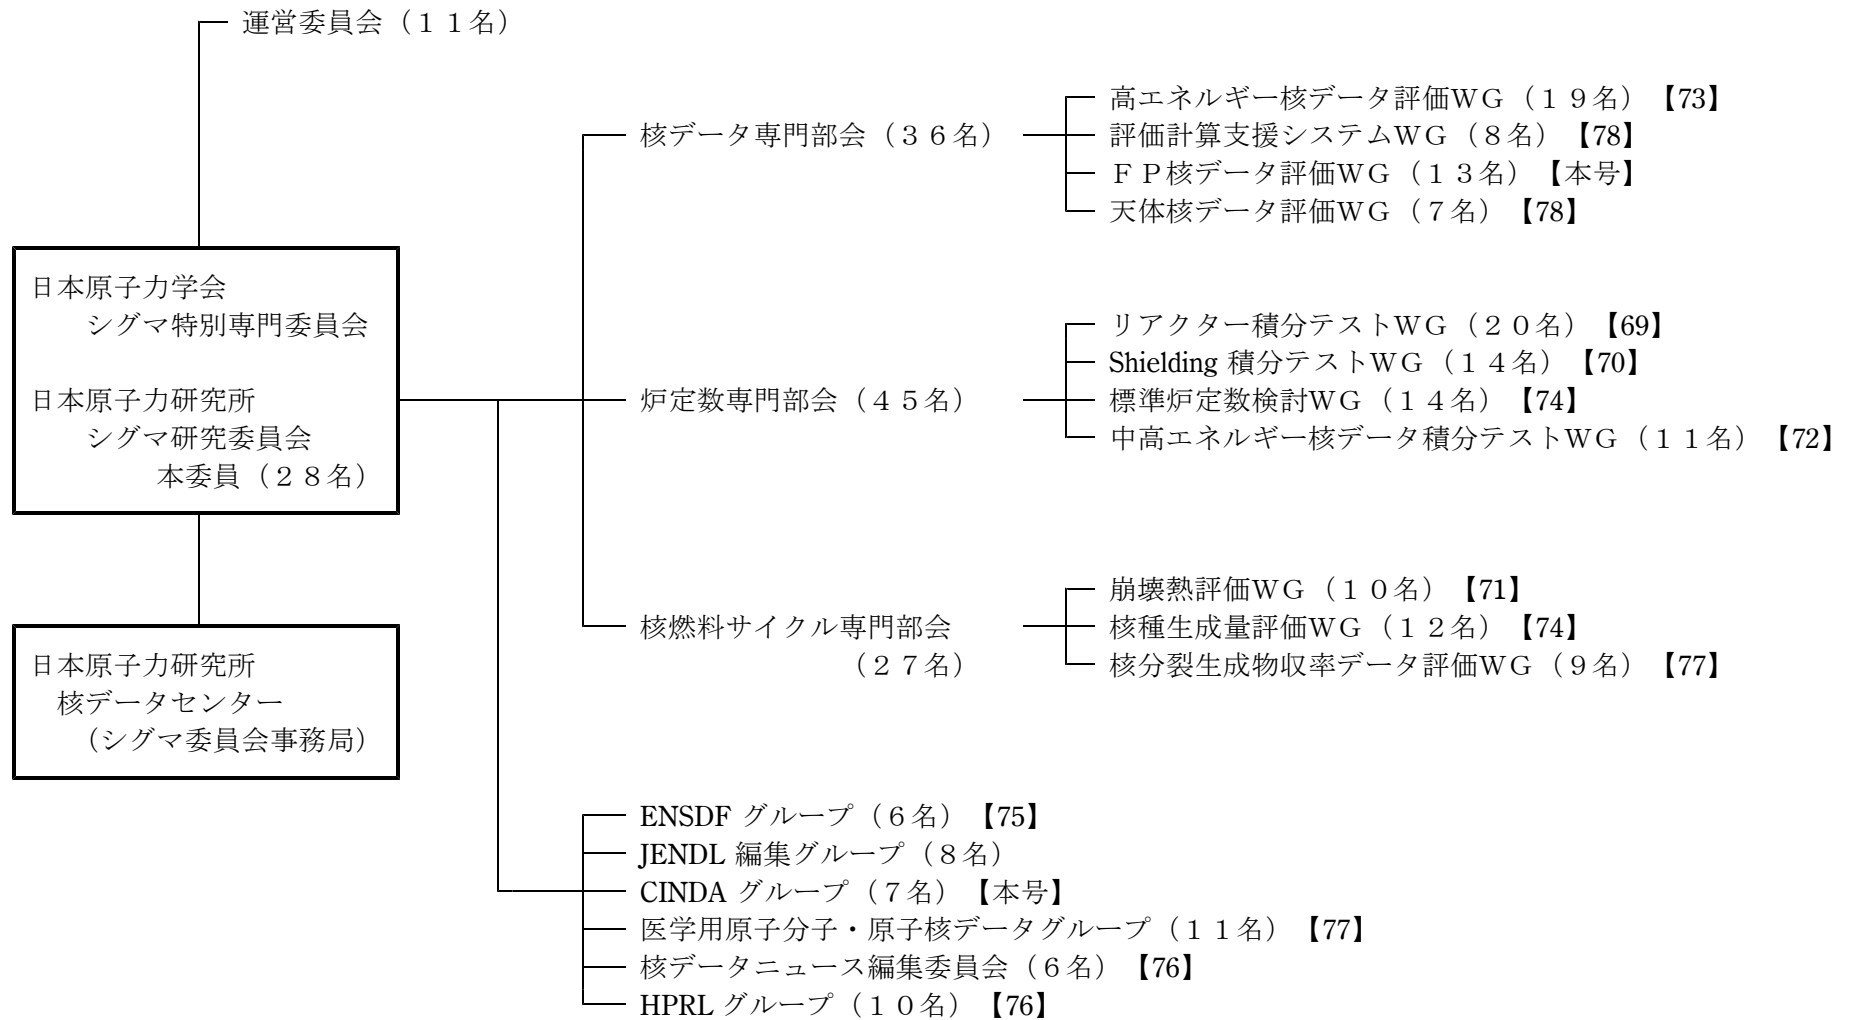 運営委員会（１１名）
核データ専門部会（３６名）
高エネルギー核データ評価WG（１９名）【73】
評価計算支援システムＷＧ（８名）【78】
ＦＰ核データ評価WＧ（１３名）【本号】
天体核データ評価WＧ（７名）【78】
日本原子力学会
シグマ特別専門委員会
日本原子力研究所
シグマ研究委員会
本委員（２８名）
炉定数専門部会（４５名）
リアクター積分テストＷＧ（２０名）【69】
Shielding 積分テストＷＧ（１４名）【70】
標準炉定数検討WＧ（１４名）【74】
中高エネルギー核データ積分テストＷＧ（１１名）【72】
核燃料サイクル専門部会
（２７名）
崩壊熱評価WＧ（１０名）【71】
核種生成量評価WＧ（１２名）【74】
核分裂生成物収率データ評価WG（９名）【77】
日本原子力研究所
核データセンター
（シグマ委員会事務局）
ENSDF グループ（６名）【75】
JENDL 編集グループ（８名）
CINDA グループ（７名）【本号】
医学用原子分子・原子核データグループ（１１名）【77】
核データニュース編集委員会（６名）【76】
HPRL グループ（１０名）【76】